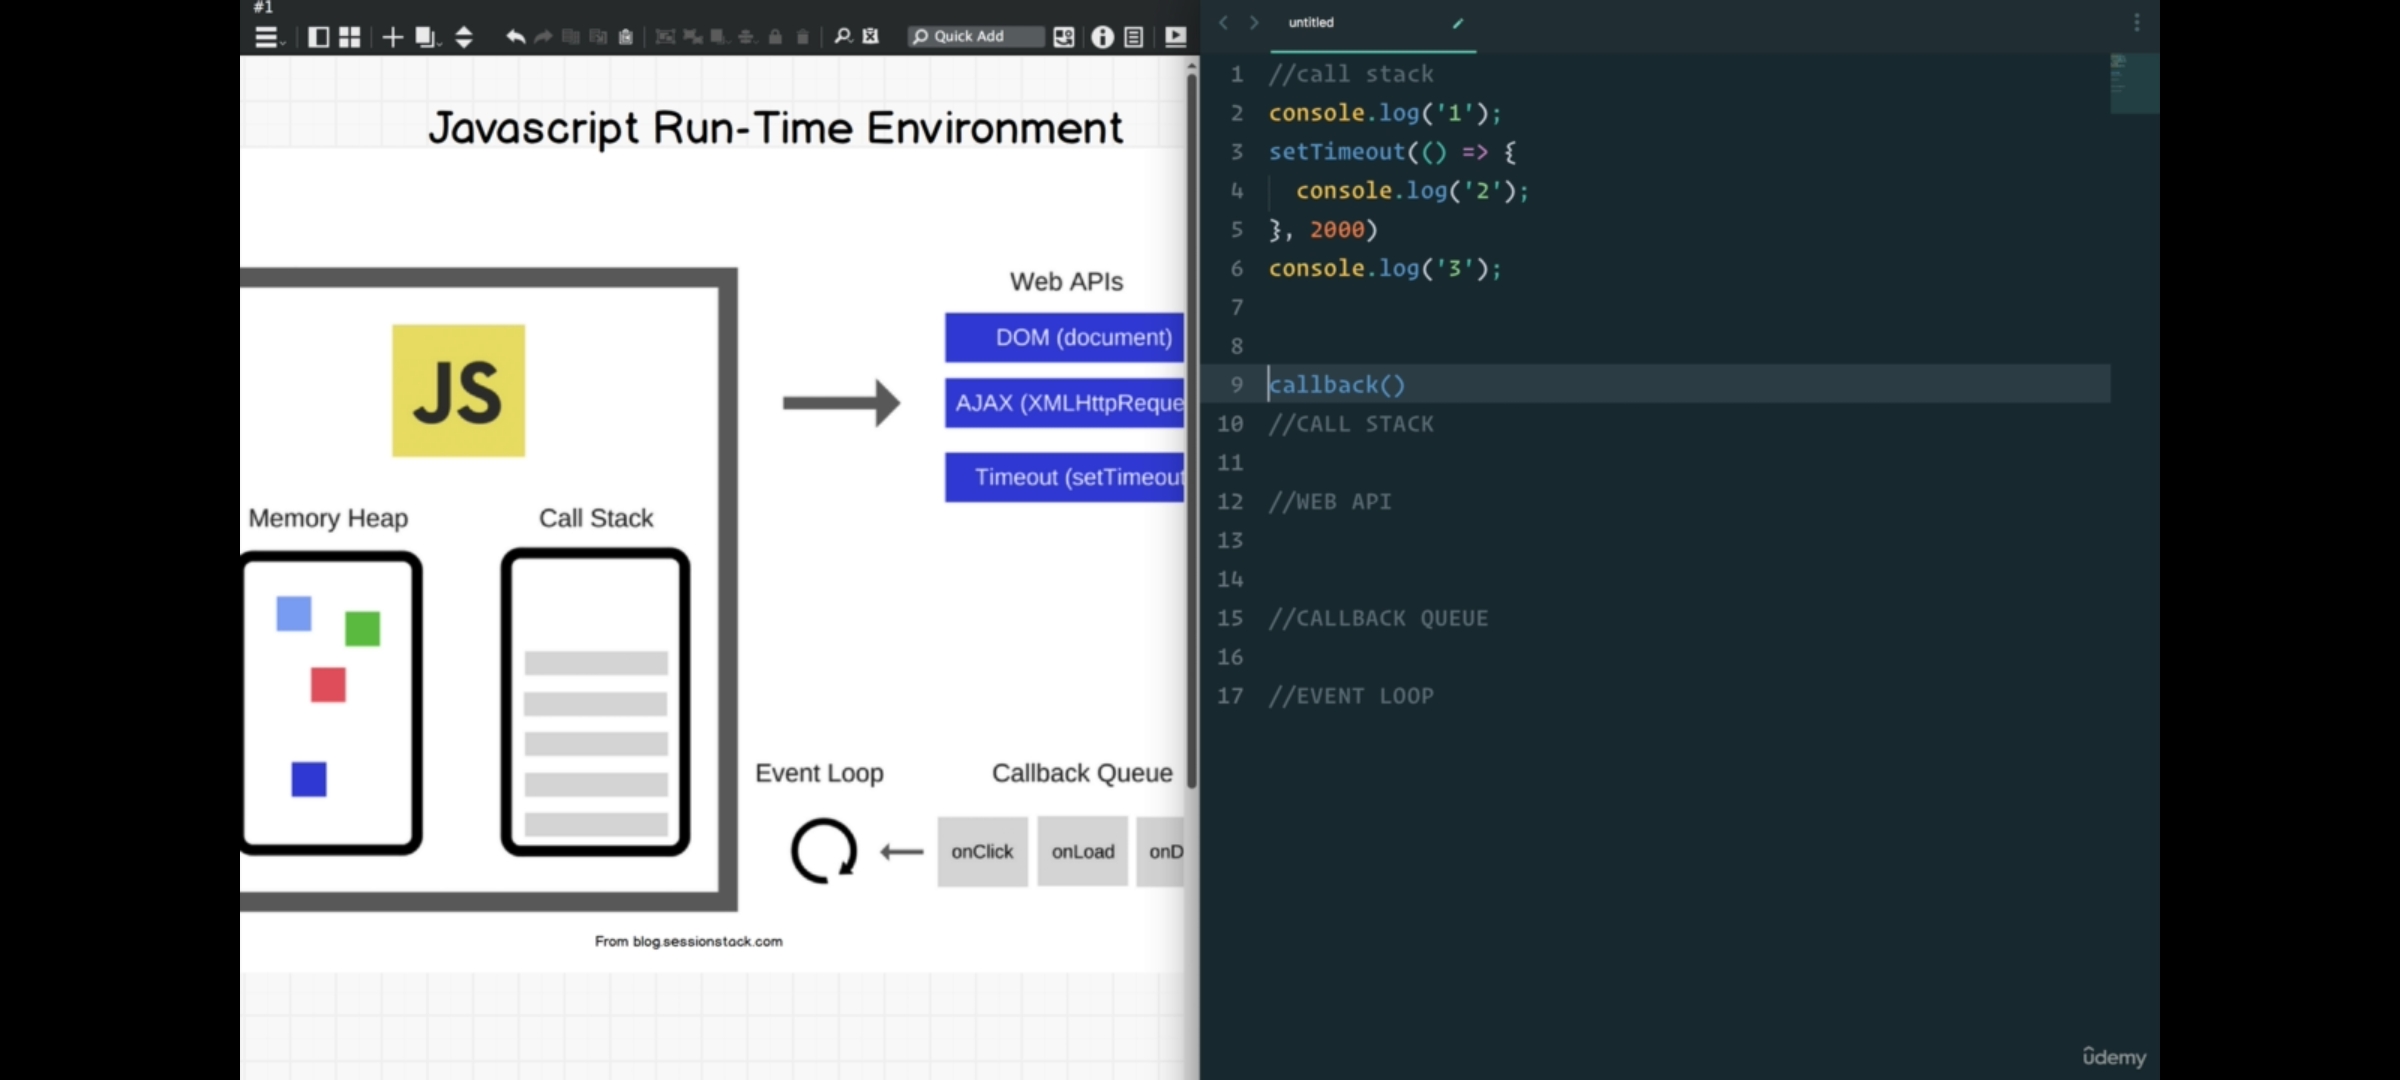 #1
Quick Add
Javascript Run-Time Environment
JS
Memory Heap
Call Stack
Web APIs
DOM (document)
AJAX (XMLHttpReque
Timeout (setTimeout
Event Loop
Callback Queue
onClick
onLoad
onD
From blog.sessionstack.com
untitled
1 //call stack
2 console.log('1');
3 setTimeout(() => {
4 console.log('2');
5 }, 2000)
6 console.log('3');
7
8
9 callback()
10 //CALL STACK
11
12 //WEB API
13
14
15 //CALLBACK QUEUE
16
17 //EVENT LOOP
ûdemy